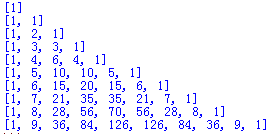 [1]
[1, 1]
[1, 2, 1]
[1, 3, 3, 1]
[1, 4, 6, 4, 1]
[1, 5, 10, 10, 5, 1]
[1, 6, 15, 20, 15, 6, 1]
[1, 7, 21, 35, 35, 21, 7, 1]
[1, 8, 28, 56, 70, 56, 28, 8, 1]
[1, 9, 36, 84, 126, 126, 84, 36, 9, 1]